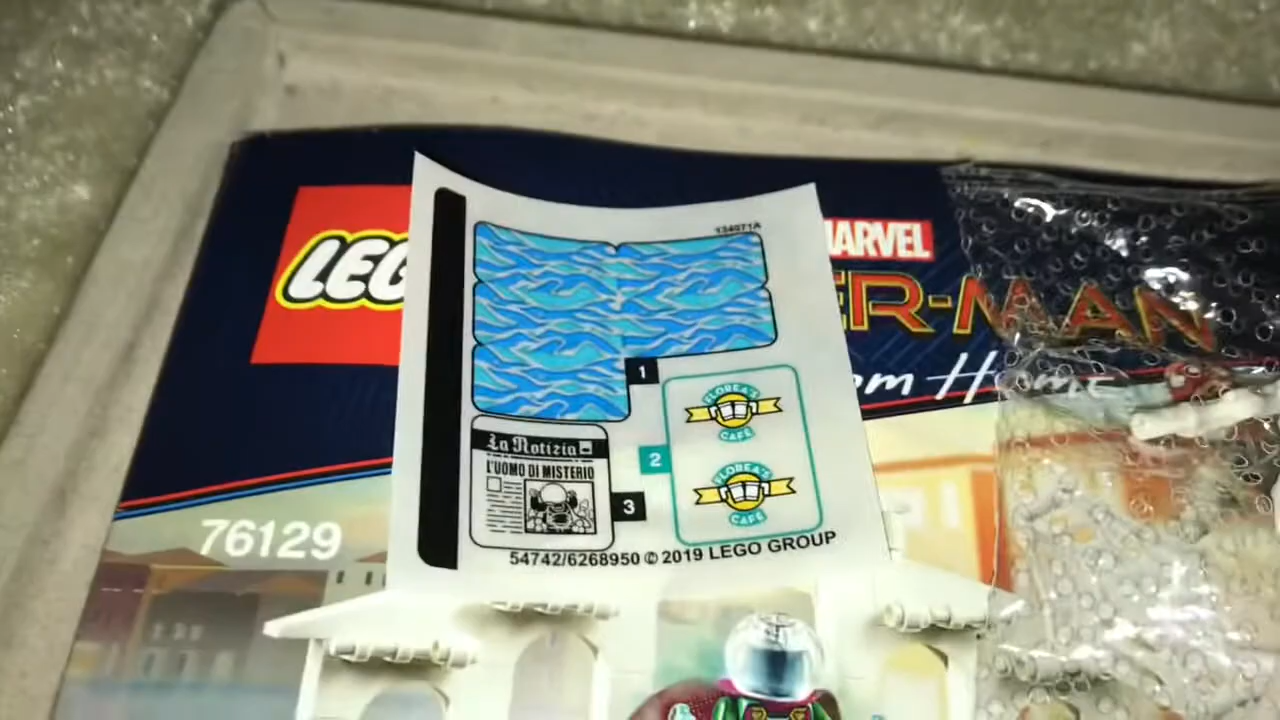 LEG
MARVEL
ER-MAN
om Home
76129
134071A
1
FLOREA'S
CAFE
2
FLOREA'S
CAFE
La Notizia
L'UOMO DI MISTERIO
3
54742/6268950 © 2019 LEGO GROUP